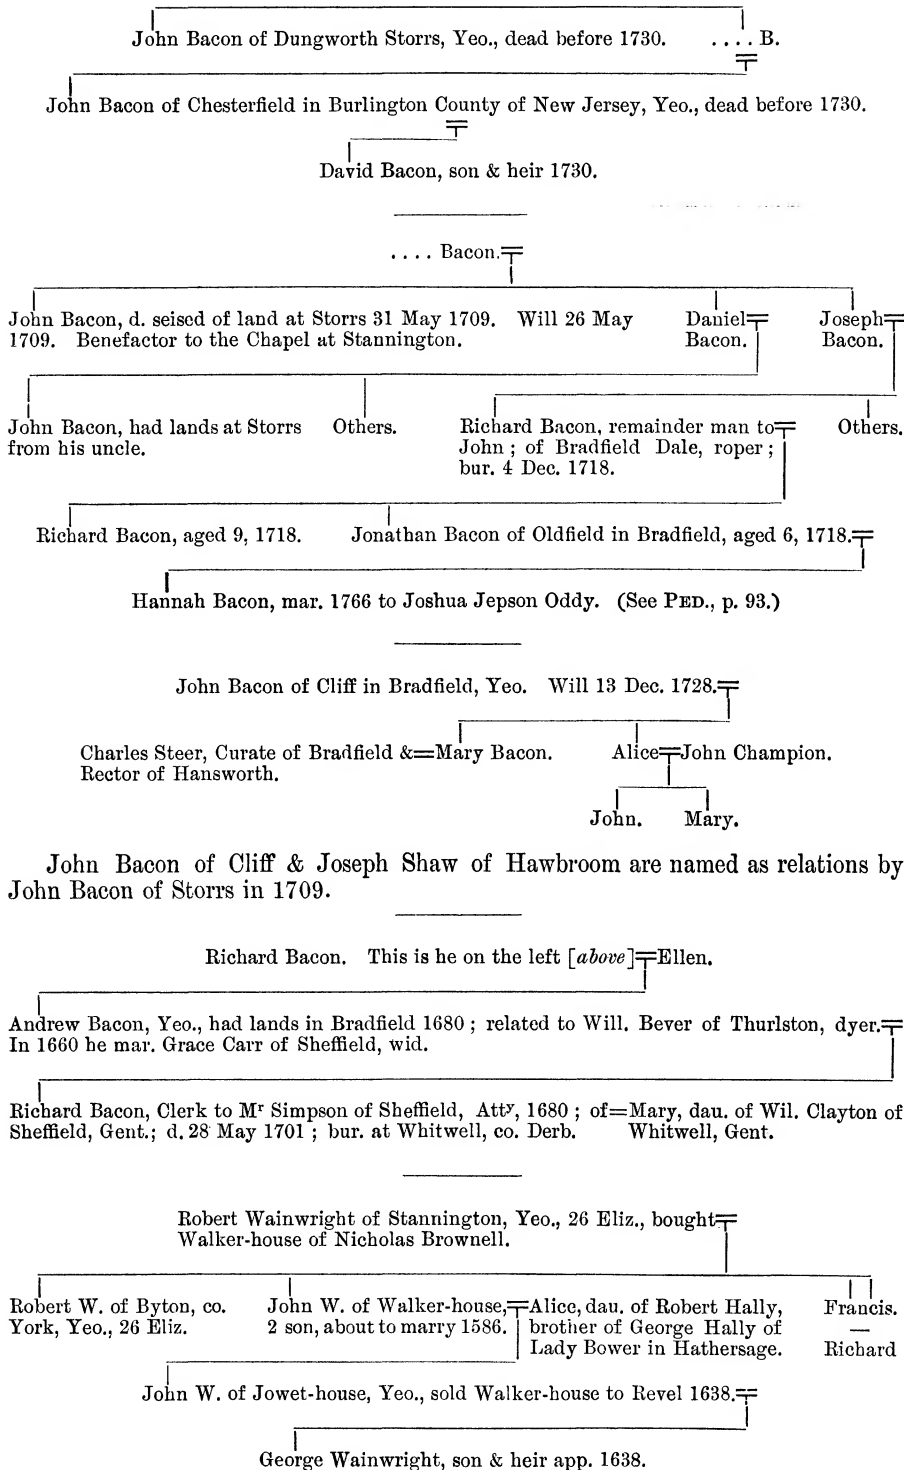 John Bacon of Dungworth Storrs, Yeo., dead before 1730. .... B.
John Bacon of Chesterfield in Burlington County of New Jersey, Yeo., dead before 1730.
David Bacon, son & heir 1730.
.... Bacon.
John Bacon, d. seised of land at Storrs 31 May 1709. Will 26 May
1709. Benefactor to the Chapel at Stannington.
Daniel
Bacon.
Joseph
Bacon.
John Bacon, had lands at Storrs
from his uncle.
Others.
Richard Bacon, remainder man to
John ; of Bradfield Dale, roper ;
bur. 4 Dec. 1718.
Others.
Richard Bacon, aged 9, 1718.
Jonathan Bacon of Oldfield in Bradfield, aged 6, 1718.
Hannah Bacon, mar. 1766 to Joshua Jepson Oddy. (See PED., p. 93.)
John Bacon of Cliff in Bradfield, Yeo. Will 13 Dec. 1728.
Charles Steer, Curate of Bradfield &=Mary Bacon.
Rector of Hansworth.
Alice
John Champion.
John.
Mary.
John Bacon of Cliff & Joseph Shaw of Hawbroom are named as relations by
John Bacon of Storrs in 1709.
Richard Bacon. This is he on the left [above]
Ellen.
Andrew Bacon, Yeo., had lands in Bradfield 1680 ; related to Will. Bever of Thurlston, dyer.
In 1660 he mar. Grace Carr of Sheffield, wid.
Richard Bacon, Clerk to Mr Simpson of Sheffield, Atty, 1680 ; of=
Sheffield, Gent.; d. 28 May 1701 ; bur. at Whitwell, co. Derb.
Mary, dau. of Wil. Clayton of
Whitwell, Gent.
Robert Wainwright of Stannington, Yeo., 26 Eliz., bought
Walker-house of Nicholas Brownell.
Robert W. of Byton, co.
York, Yeo., 26 Eliz.
John W. of Walker-house,
2 son, about to marry 1586.
Alice, dau. of Robert Hally,
brother of George Hally of
Lady Bower in Hathersage.
Francis.
—
Richard
John W. of Jowet-house, Yeo., sold Walker-house to Revel 1638.
George Wainwright, son & heir app. 1638.